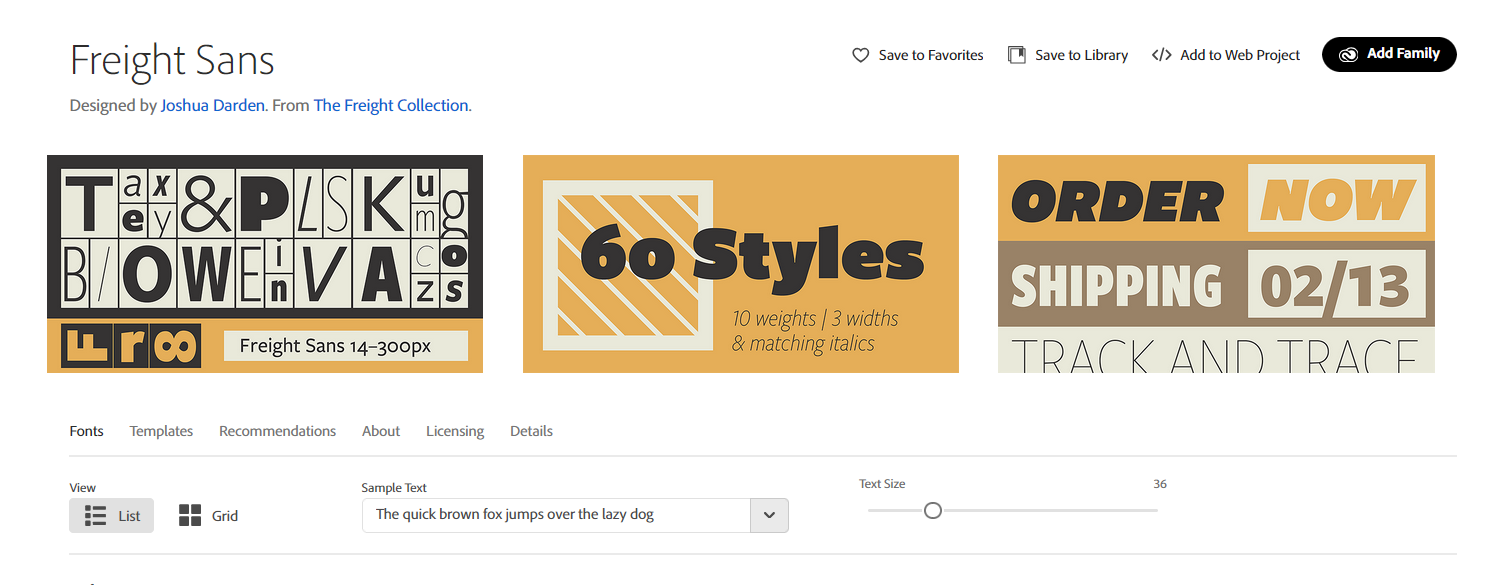 Freight Sans
Save to Favorites
Save to Library
</> Add to Web Project
Add Family
Designed by Joshua Darden. From The Freight Collection.
T a x e y & P L S K u m g
B / O W E i n V A c o z s
Fr8
Freight Sans 14–300px
60 Styles
10 weights | 3 widths
& matching italics
ORDER NOW
SHIPPING 02/13
TRACK AND TRACE
Fonts Templates Recommendations About Licensing Details
View
List Grid
Sample Text
The quick brown fox jumps over the lazy dog
Text Size 36